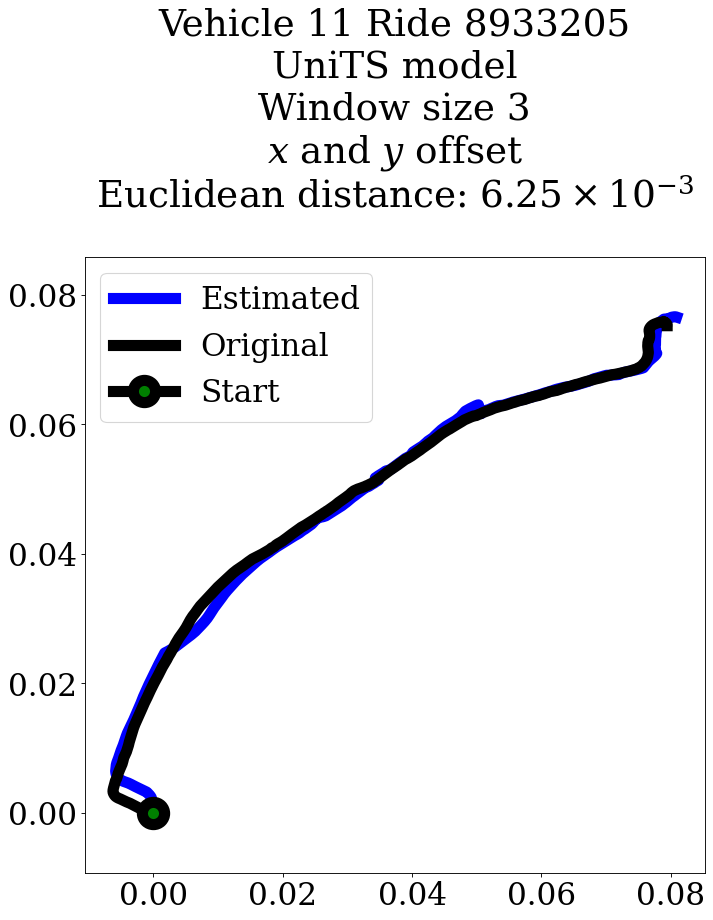 Vehicle 11 Ride 8933205
UniTS model
Window size 3
x and y offset
Euclidean distance: 6.25 × 10⁻³
Estimated
Original
Start
0.08
0.06
0.04
0.02
0.00
0.00 0.02 0.04 0.06 0.08